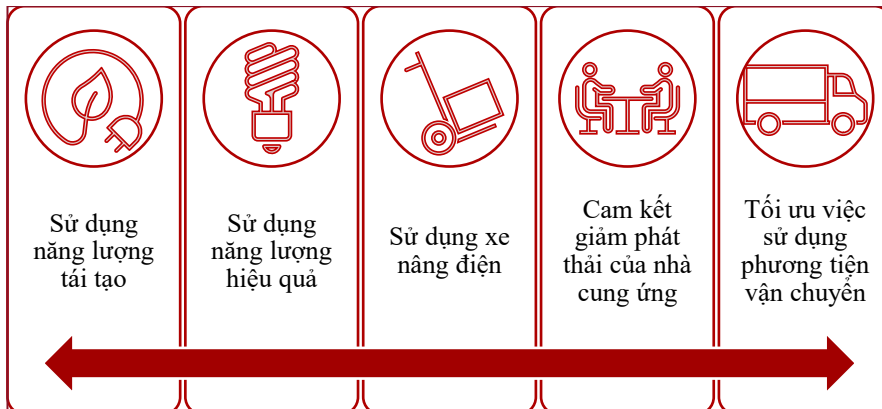 Sử dụng
năng lượng
tái tạo
Sử dụng
năng lượng
hiệu quả
Sử dụng xe
nâng điện
Cam kết
giảm phát
thải của nhà
cung ứng
Tối ưu việc
sử dụng
phương tiện
vận chuyển